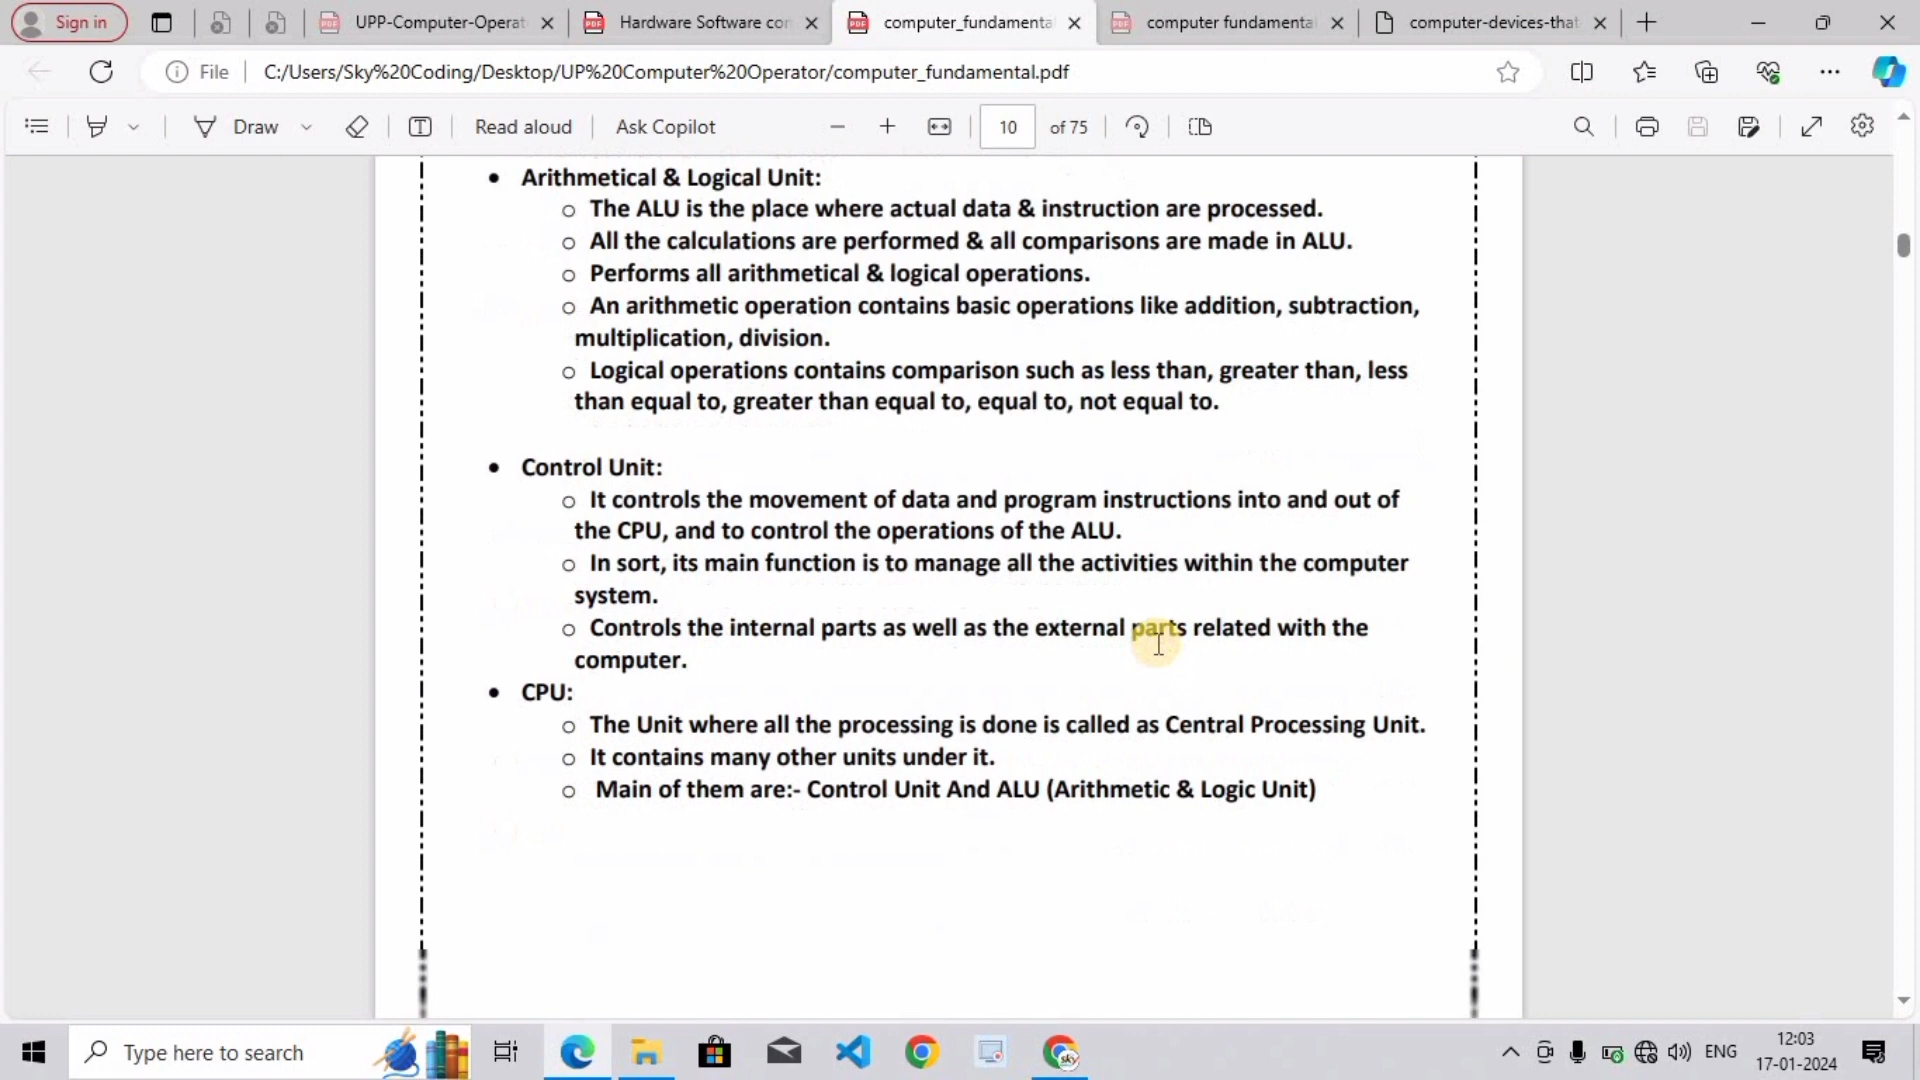 Sign in
UPP-Computer-Operat
Hardware Software con
computer_fundamenta
computer fundamenta
computer-devices-that
File
C:/Users/Sky%20Coding/Desktop/UP%20Computer%20Operator/computer_fundamental.pdf
Draw
Read aloud
Ask Copilot
10
of 75
• Arithmetical & Logical Unit:
o The ALU is the place where actual data & instruction are processed.
o All the calculations are performed & all comparisons are made in ALU.
o Performs all arithmetical & logical operations.
o An arithmetic operation contains basic operations like addition, subtraction,
multiplication, division.
o Logical operations contains comparison such as less than, greater than, less
than equal to, greater than equal to, equal to, not equal to.
• Control Unit:
o It controls the movement of data and program instructions into and out of
the CPU, and to control the operations of the ALU.
o In sort, its main function is to manage all the activities within the computer
system.
o Controls the internal parts as well as the external parts related with the
computer.
• CPU:
o The Unit where all the processing is done is called as Central Processing Unit.
o It contains many other units under it.
o Main of them are:- Control Unit And ALU (Arithmetic & Logic Unit)
Type here to search
ENG
12:03
17-01-2024